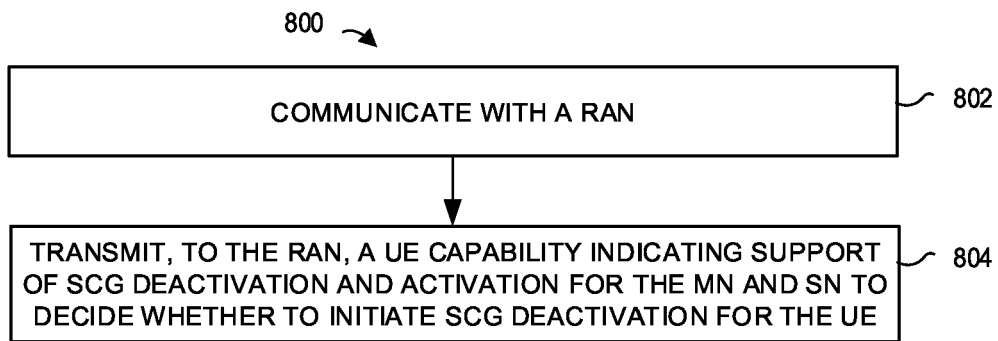 800
COMMUNICATE WITH A RAN
802
TRANSMIT, TO THE RAN, A UE CAPABILITY INDICATING SUPPORT
OF SCG DEACTIVATION AND ACTIVATION FOR THE MN AND SN TO
DECIDE WHETHER TO INITIATE SCG DEACTIVATION FOR THE UE
804